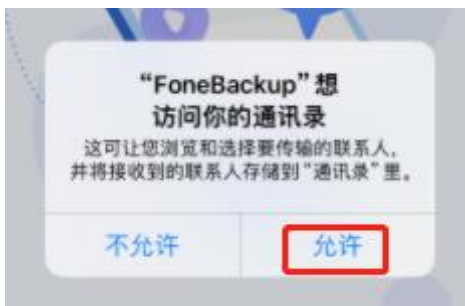 “FoneBackup”想
访问你的通讯录
这可让您浏览和选择要传输的联系人,
并将接收到的联系人存储到“通讯录”里。
不允许
允许